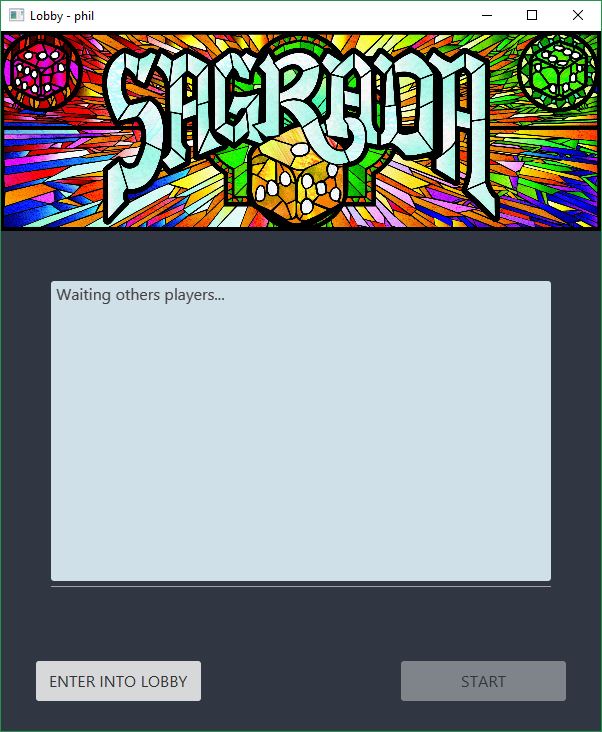 Lobby - phil
SAGRADA
Waiting others players...
ENTER INTO LOBBY
START